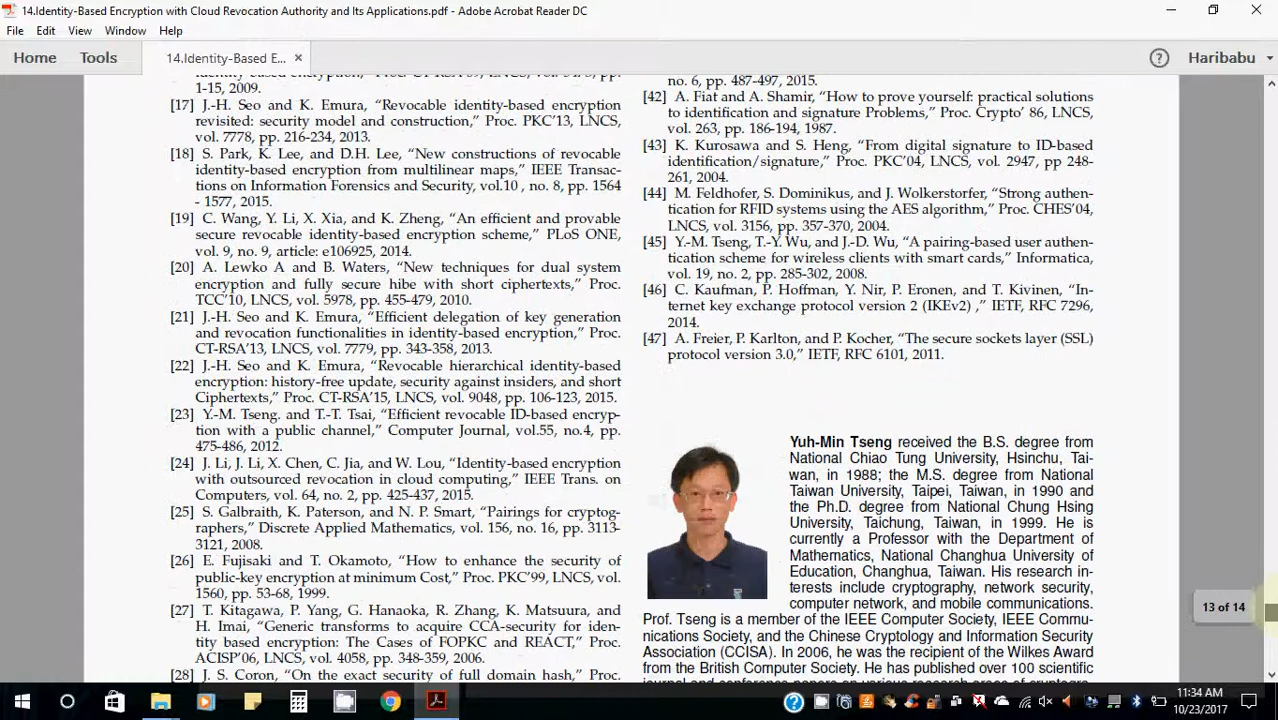 14.Identity-Based Encryption with Cloud Revocation Authority and Its Applications.pdf - Adobe Acrobat Reader DC
File Edit View Window Help
Home Tools 14.Identity-Based E... × ? Haribabu
1-15, 2009.
[17] J.-H. Seo and K. Emura, “Revocable identity-based encryption
revisited: security model and construction,” Proc. PKC’13, LNCS,
vol. 7778, pp. 216-234, 2013.
[18] S. Park, K. Lee, and D.H. Lee, “New constructions of revocable
identity-based encryption from multilinear maps,” IEEE Transac-
tions on Information Forensics and Security, vol.10 , no. 8, pp. 1564
- 1577, 2015.
[19] C. Wang, Y. Li, X. Xia, and K. Zheng, “An efficient and provable
secure revocable identity-based encryption scheme,” PLoS ONE,
vol. 9, no. 9, article: e106925, 2014.
[20] A. Lewko A and B. Waters, “New techniques for dual system
encryption and fully secure hibe with short ciphertexts,” Proc.
TCC’10, LNCS, vol. 5978, pp. 455-479, 2010.
[21] J.-H. Seo and K. Emura, “Efficient delegation of key generation
and revocation functionalities in identity-based encryption,” Proc.
CT-RSA’13, LNCS, vol. 7779, pp. 343-358, 2013.
[22] J.-H. Seo and K. Emura, “Revocable hierarchical identity-based
encryption: history-free update, security against insiders, and short
Ciphertexts,” Proc. CT-RSA’15, LNCS, vol. 9048, pp. 106-123, 2015.
[23] Y.-M. Tseng. and T.-T. Tsai, “Efficient revocable ID-based encryp-
tion with a public channel,” Computer Journal, vol.55, no.4, pp.
475-486, 2012.
[24] J. Li, J. Li, X. Chen, C. Jia, and W. Lou, “Identity-based encryption
with outsourced revocation in cloud computing,” IEEE Trans. on
Computers, vol. 64, no. 2, pp. 425-437, 2015.
[25] S. Galbraith, K. Paterson, and N. P. Smart, “Pairings for cryptog-
raphers,” Discrete Applied Mathematics, vol. 156, no. 16, pp. 3113-
3121, 2008.
[26] E. Fujisaki and T. Okamoto, “How to enhance the security of
public-key encryption at minimum Cost,” Proc. PKC’99, LNCS, vol.
1560, pp. 53-68, 1999.
[27] T. Kitagawa, P. Yang, G. Hanaoka, R. Zhang, K. Matsuura, and
H. Imai, “Generic transforms to acquire CCA-security for iden-
tity based encryption: The Cases of FOPKC and REACT,” Proc.
ACISP’06, LNCS, vol. 4058, pp. 348-359, 2006.
[28] J. S. Coron, “On the exact security of full domain hash,” Proc.
no. 6, pp. 487-497, 2015.
[42] A. Fiat and A. Shamir, “How to prove yourself: practical solutions
to identification and signature Problems,” Proc. Crypto’ 86, LNCS,
vol. 263, pp. 186-194, 1987.
[43] K. Kurosawa and S. Heng, “From digital signature to ID-based
identification/signature,” Proc. PKC’04, LNCS, vol. 2947, pp 248-
261, 2004.
[44] M. Feldhofer, S. Dominikus, and J. Wolkerstorfer, “Strong authen-
tication for RFID systems using the AES algorithm,” Proc. CHES’04,
LNCS, vol. 3156, pp. 357-370, 2004.
[45] Y.-M. Tseng, T.-Y. Wu, and J.-D. Wu, “A pairing-based user authen-
tication scheme for wireless clients with smart cards,” Informatica,
vol. 19, no. 2, pp. 285-302, 2008.
[46] C. Kaufman, P. Hoffman, Y. Nir, P. Eronen, and T. Kivinen, “In-
ternet key exchange protocol version 2 (IKEv2) ,” IETF, RFC 7296,
2014.
[47] A. Freier, P. Karlton, and P. Kocher, “The secure sockets layer (SSL)
protocol version 3.0,” IETF, RFC 6101, 2011.
Yuh-Min Tseng received the B.S. degree from
National Chiao Tung University, Hsinchu, Tai-
wan, in 1988; the M.S. degree from National
Taiwan University, Taipei, Taiwan, in 1990 and
the Ph.D. degree from National Chung Hsing
University, Taichung, Taiwan, in 1999. He is
currently a Professor with the Department of
Mathematics, National Changhua University of
Education, Changhua, Taiwan. His research in-
terests include cryptography, network security,
computer network, and mobile communications.
Prof. Tseng is a member of the IEEE Computer Society, IEEE Commu-
nications Society, and the Chinese Cryptology and Information Security
Association (CCISA). In 2006, he was the recipient of the Wilkes Award
from the British Computer Society. He has published over 100 scientific
13 of 14
11:34 AM
10/23/2017